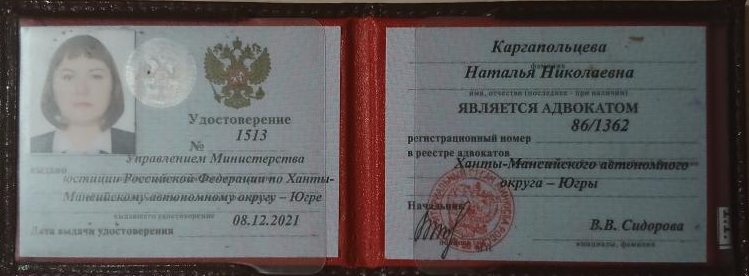 Удостоверение
№ 1513
выдано Управлением Министерства
юстиции Российской Федерации по Ханты-
Мансийскому автономному округу – Югре
выдавшего удостоверение
08.12.2021
Дата выдачи удостоверения
Каргапольцева
фамилия
Наталья Николаевна
имя, отчество (последнее - при наличии)
ЯВЛЯЕТСЯ АДВОКАТОМ
86/1362
регистрационный номер
в реестре адвокатов
Ханты-Мансийского автономного
округа – Югры
Начальник
В.В. Сидорова
инициалы, фамилия